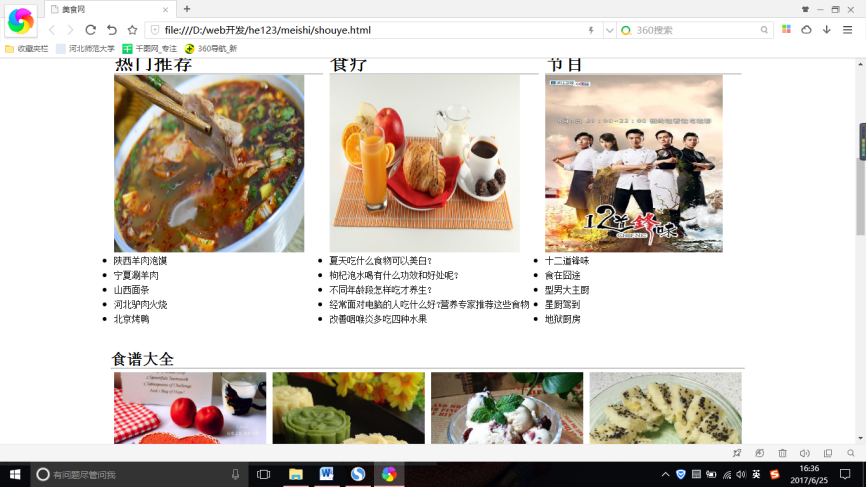 美食网
file:///D:/web开发/he123/meishi/shouye.html
360搜索
收藏夹栏 河北师范大学 千图网_专注 360导航_新
热门推荐 食疗 节目
12道鋒味
陕西羊肉泡馍
宁夏涮羊肉
山西面条
河北驴肉火烧
北京烤鸭
夏天吃什么食物可以美白?
枸杞泡水喝有什么功效和好处呢?
不同年龄段怎样吃才养生?
经常面对电脑的人吃什么好?营养专家推荐这些食物
改善咽喉炎多吃四种水果
十二道锋味
食在囧途
型男大主厨
星厨驾到
地狱厨房
食谱大全
有问题尽管问我
英
16:36
2017/6/25